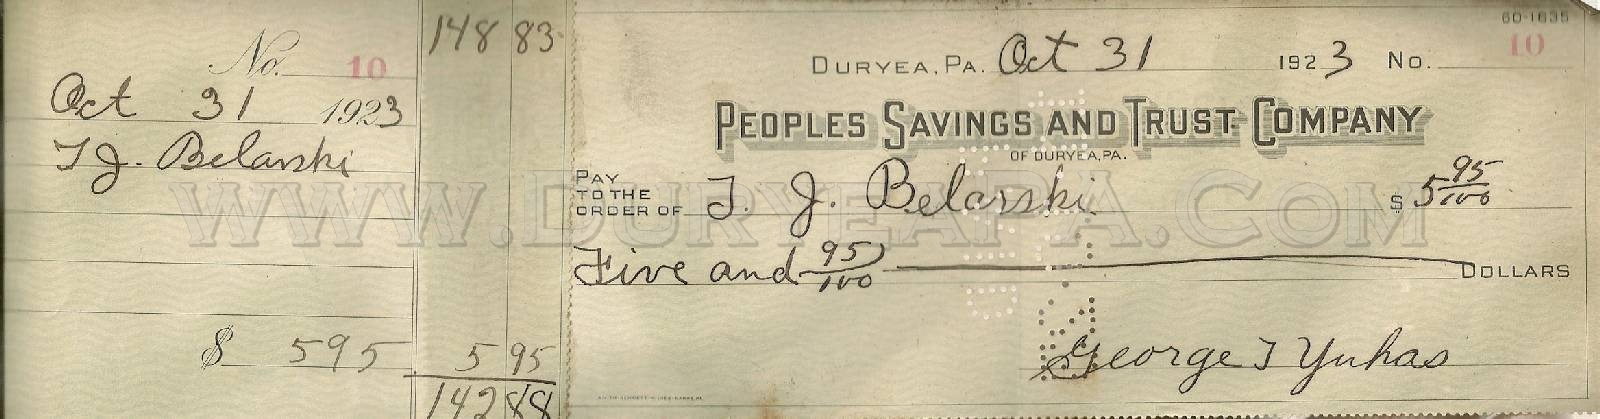 No. 10
Oct 31 1923
T J. Belarski
$ 5 95
148 83
5 95
142 88
60-1635
10
DURYEA, PA. Oct 31 1923 No.
PEOPLES SAVINGS AND TRUST COMPANY
OF DURYEA, PA.
PAY
TO THE
ORDER OF T. J. Belarski $ 5 95/100
Five and 95/100 DOLLARS
George T Yuhas
WWW.DURYEAPA.COM